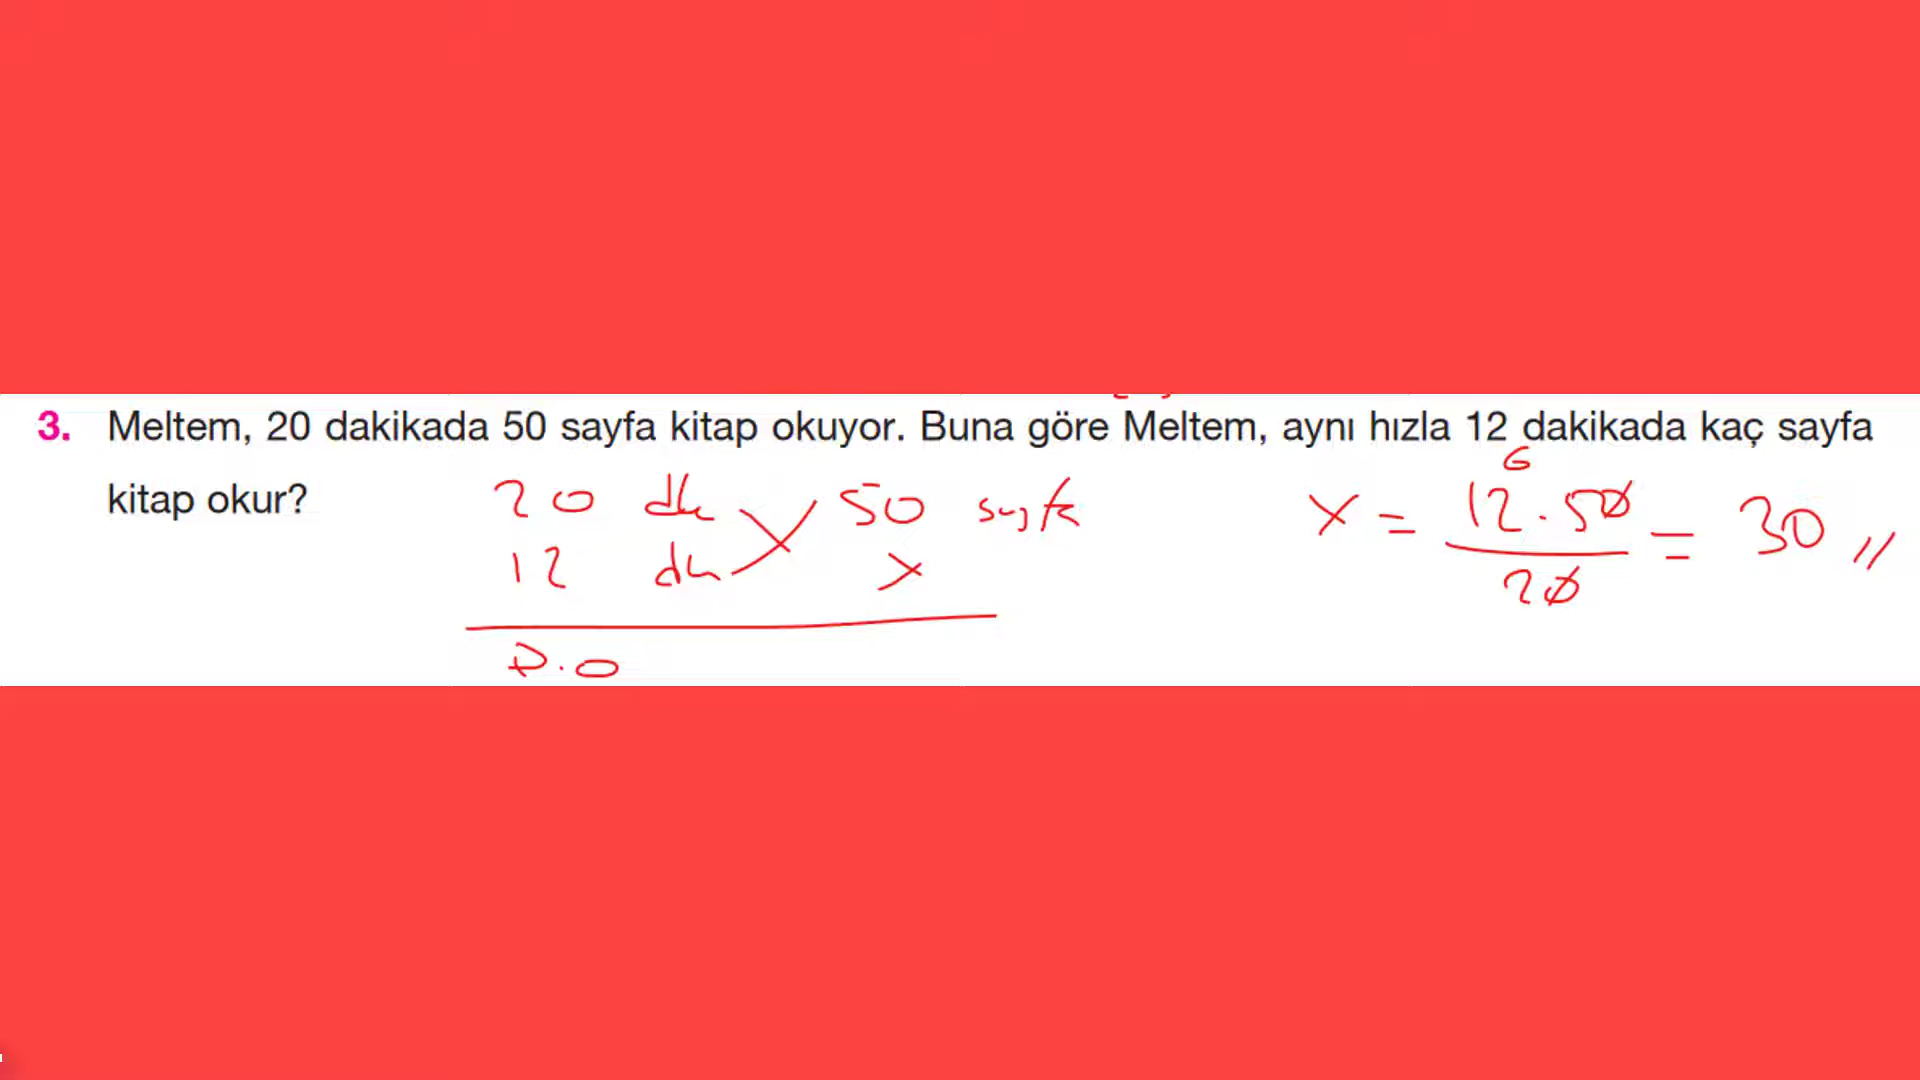 3. Meltem, 20 dakikada 50 sayfa kitap okuyor. Buna göre Meltem, aynı hızla 12 dakikada kaç sayfa
kitap okur?
20 dk 50 sayfa
12 dk x
D.O
6
x = 12.50 = 30 //
20